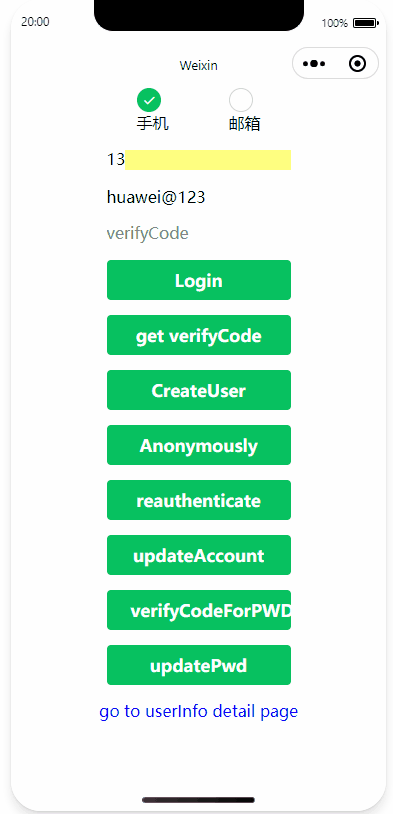 20:00
100%
Weixin
手机
邮箱
13
huawei@123
verifyCode
Login
get verifyCode
CreateUser
Anonymously
reauthenticate
updateAccount
verifyCodeForPWD
updatePwd
go to userInfo detail page